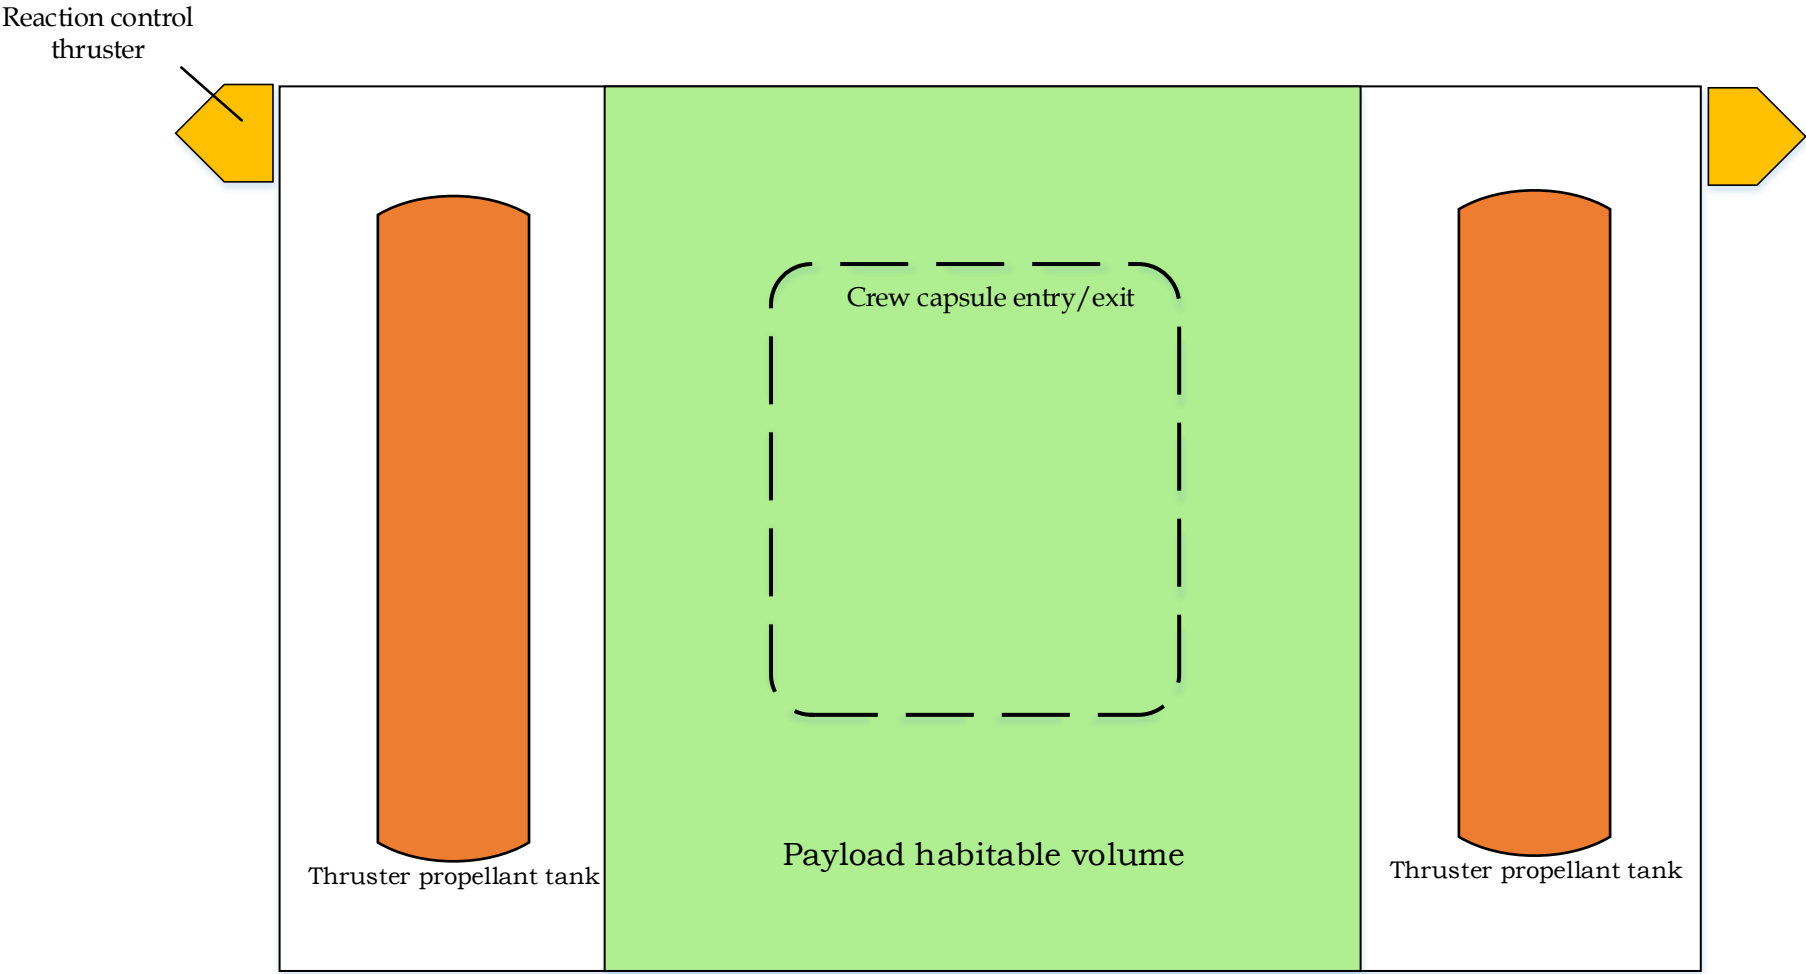 Reaction control
thruster
Crew capsule entry/exit
Payload habitable volume
Thruster propellant tank
Thruster propellant tank